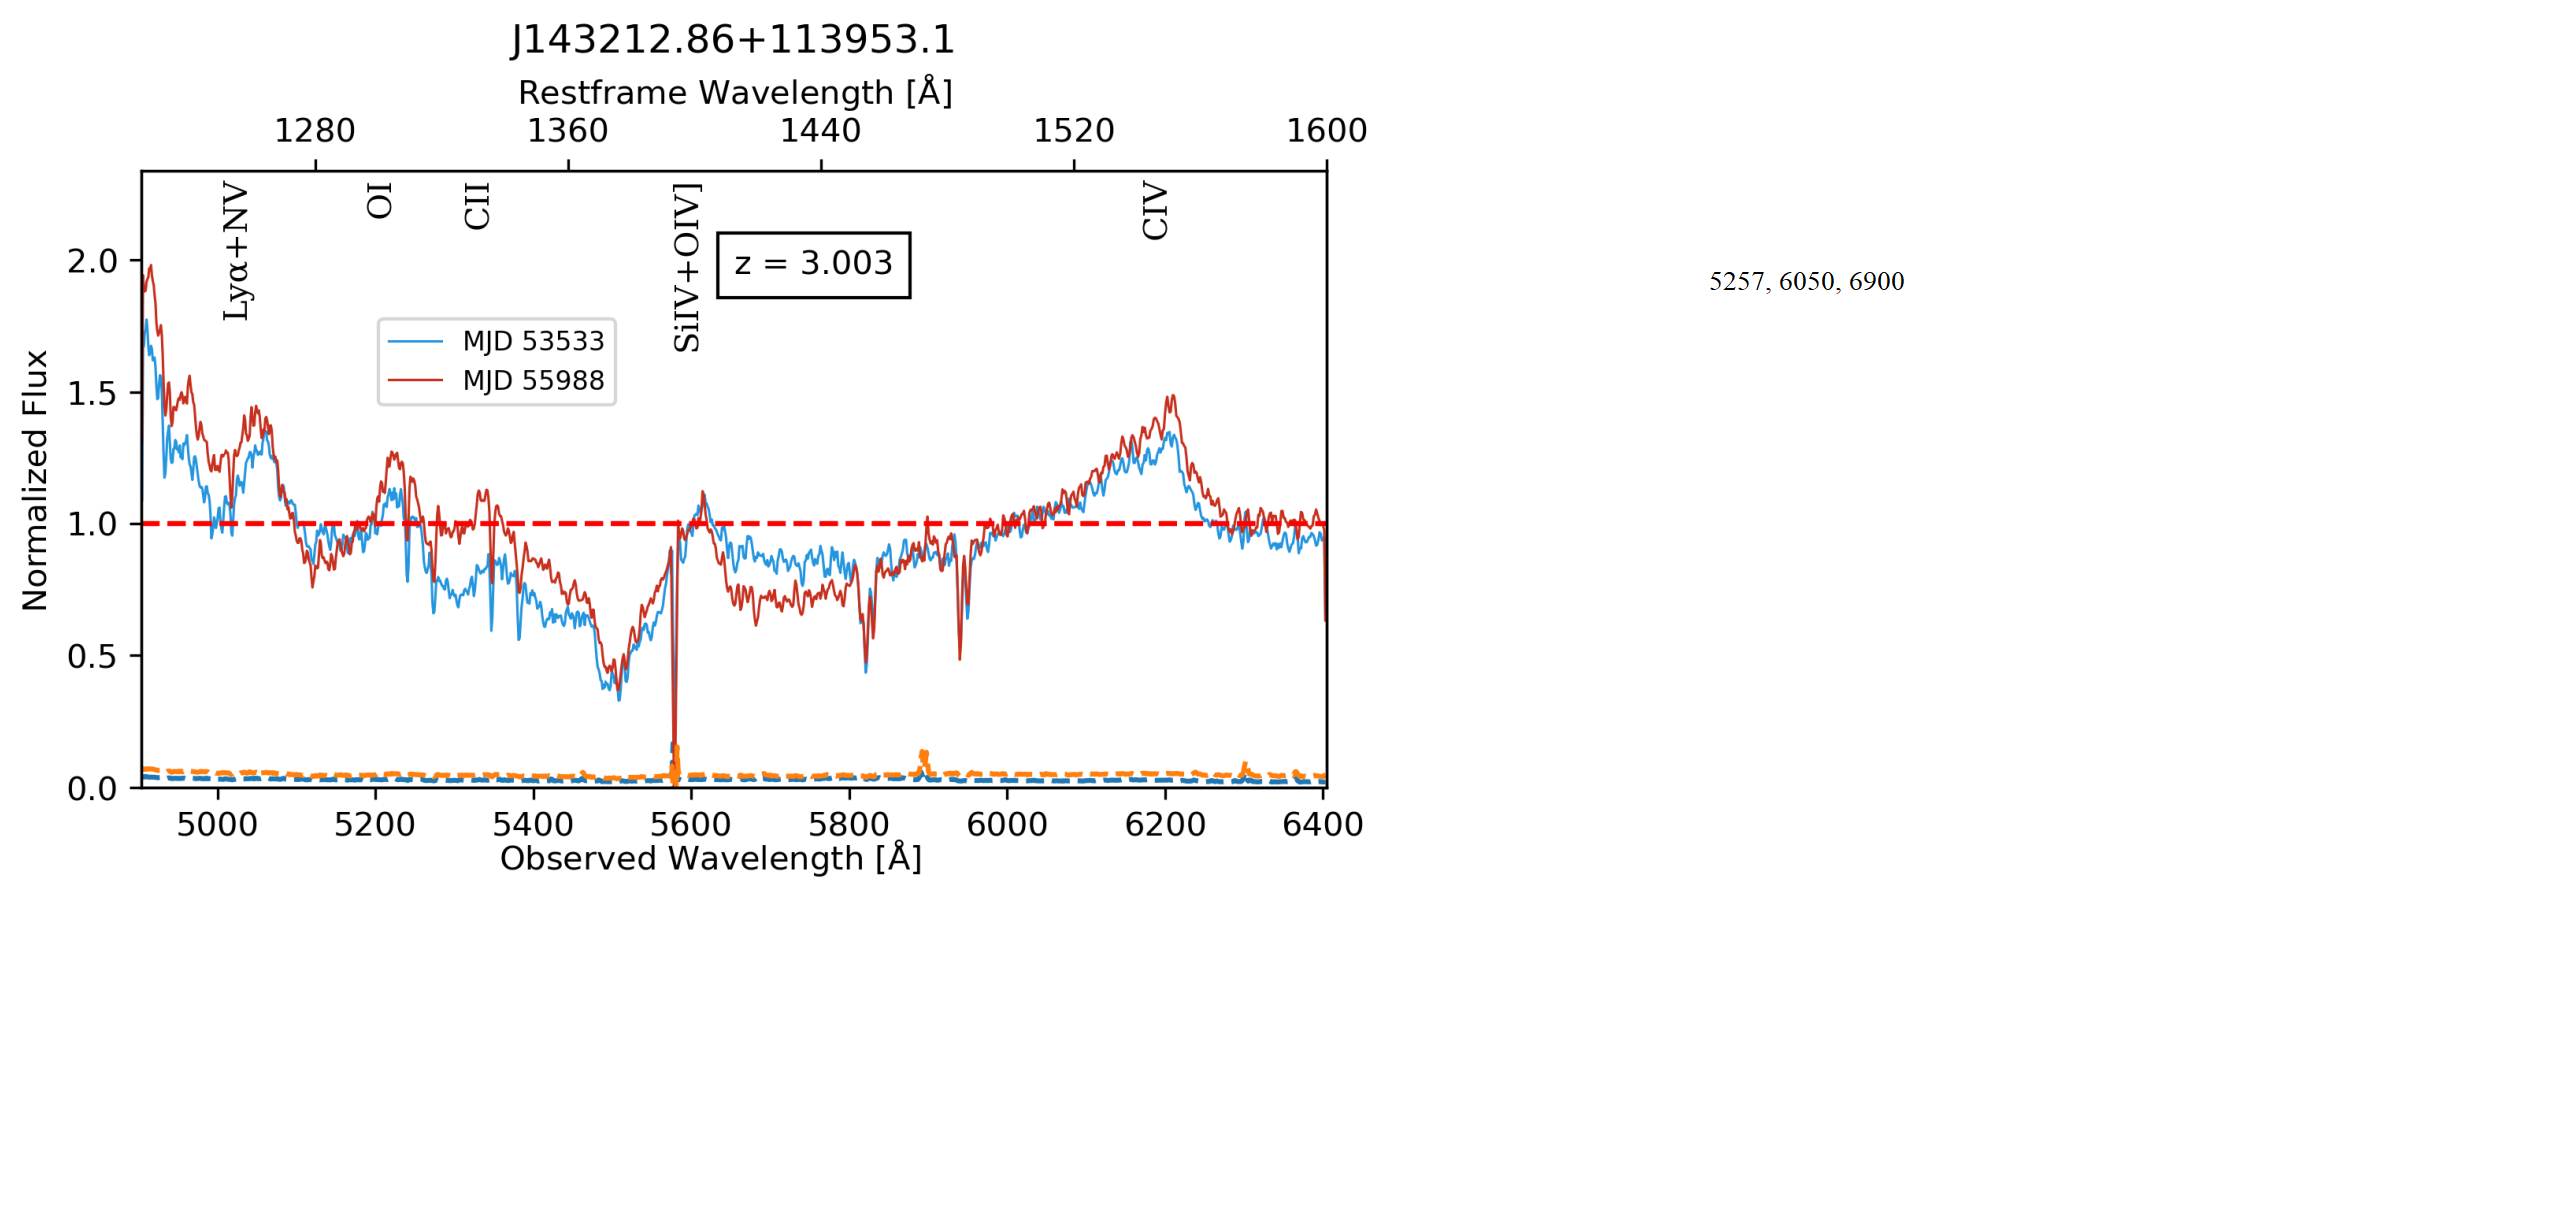 J143212.86+113953.1
Restframe Wavelength [Å]
1280 1360 1440 1520 1600
Lyα+NV
OI
CII
SiIV+OIV]
CIV
z = 3.003
MJD 53533
MJD 55988
Normalized Flux
2.0
1.5
1.0
0.5
0.0
5000 5200 5400 5600 5800 6000 6200 6400
Observed Wavelength [Å]
5257, 6050, 6900